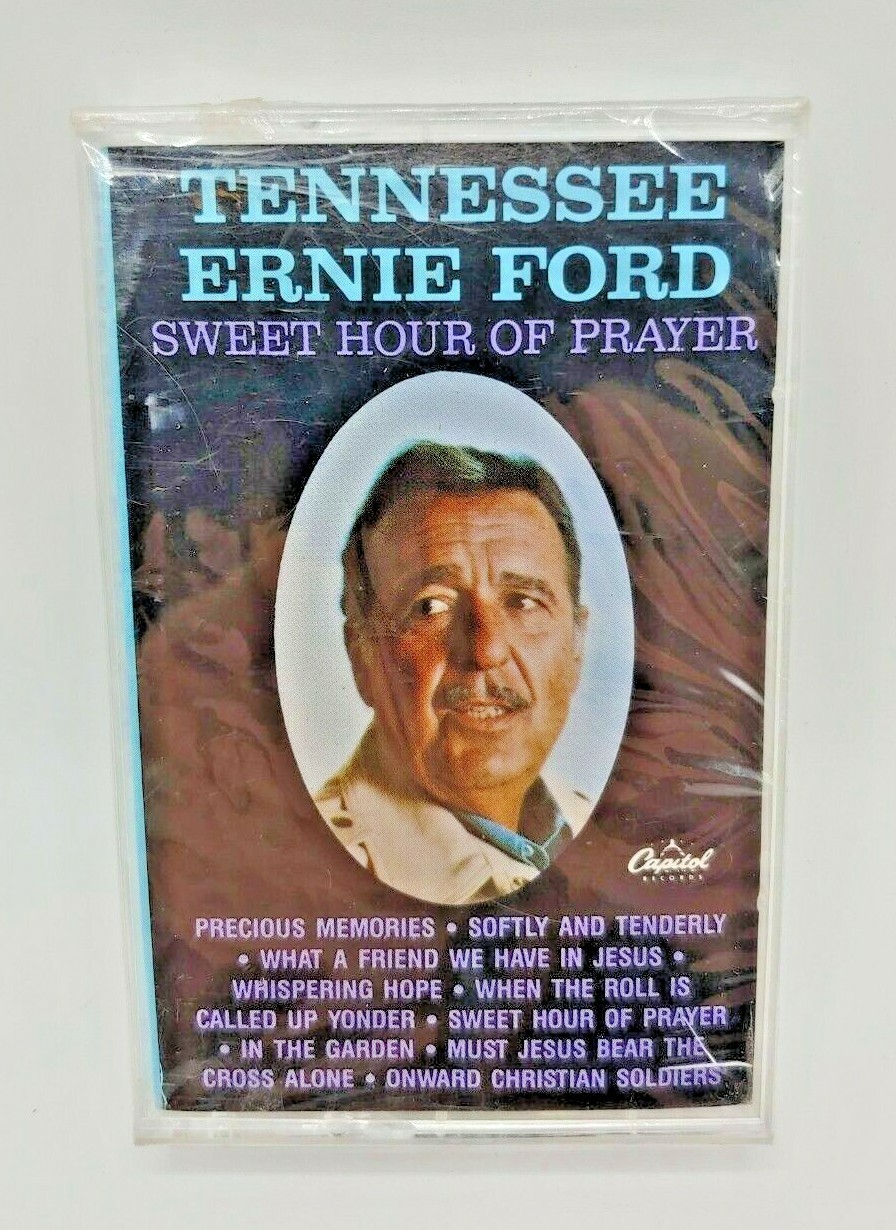 TENNESSEE
ERNIE FORD
SWEET HOUR OF PRAYER
Capitol
RECORDS
PRECIOUS MEMORIES • SOFTLY AND TENDERLY
• WHAT A FRIEND WE HAVE IN JESUS •
WHISPERING HOPE • WHEN THE ROLL IS
CALLED UP YONDER • SWEET HOUR OF PRAYER
• IN THE GARDEN • MUST JESUS BEAR THE
CROSS ALONE • ONWARD CHRISTIAN SOLDIERS